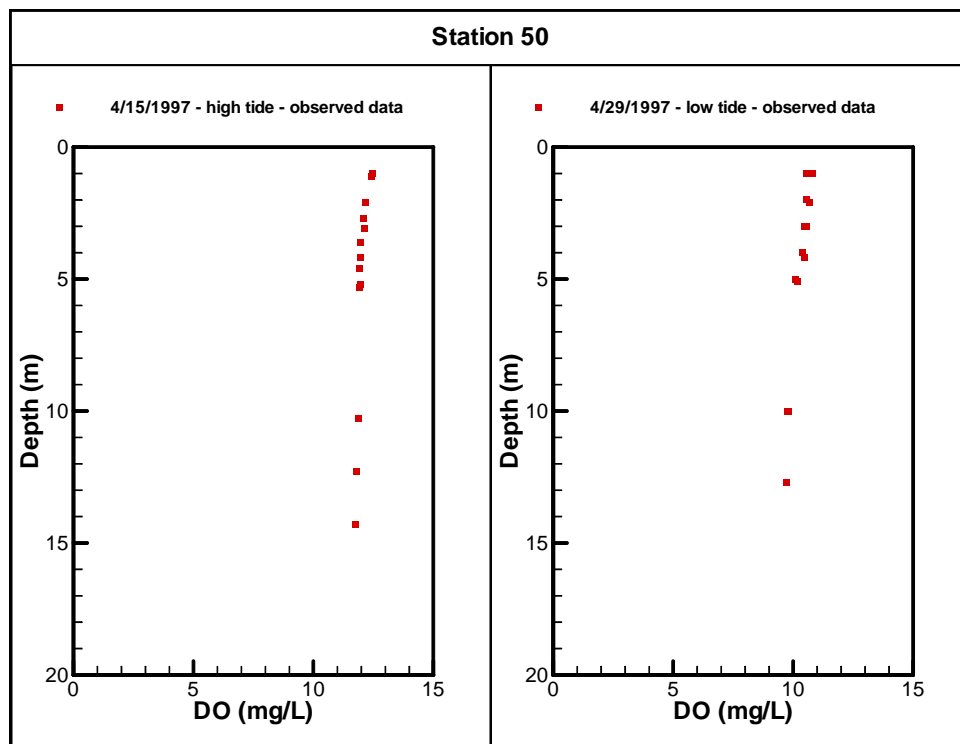 Station 50
4/15/1997 - high tide - observed data
0
5
10
15
20
Depth (m)
0 5 10 15
DO (mg/L)
4/29/1997 - low tide - observed data
0
5
10
15
20
Depth (m)
0 5 10 15
DO (mg/L)